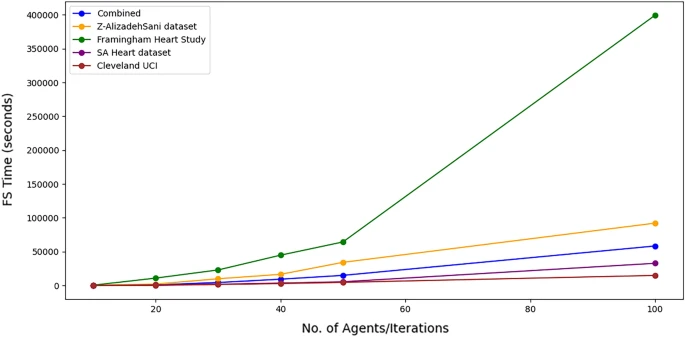 Combined
Z-AlizadehSani dataset
Framingham Heart Study
SA Heart dataset
Cleveland UCI
400000
350000
300000
250000
200000
150000
100000
50000
0
FS Time (seconds)
20 40 60 80 100
No. of Agents/Iterations